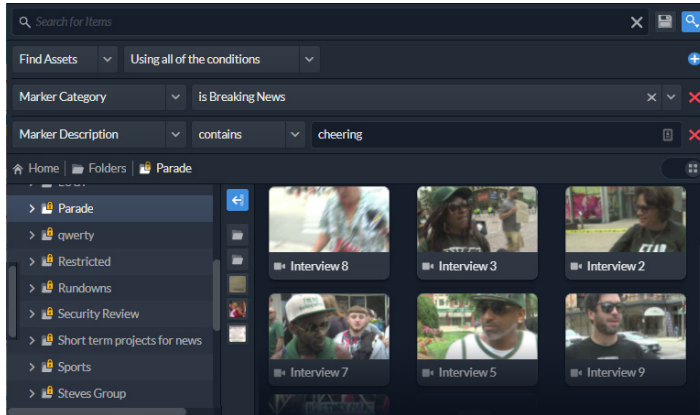 Search for Items
Find Assets Using all of the conditions
Marker Category is Breaking News
Marker Description contains cheering
Home Folders Parade
Parade
qwerty
Restricted
Rundowns
Security Review
Short term projects for news
Sports
Steves Group
Interview 8 Interview 3 Interview 2
Interview 7 Interview 5 Interview 9